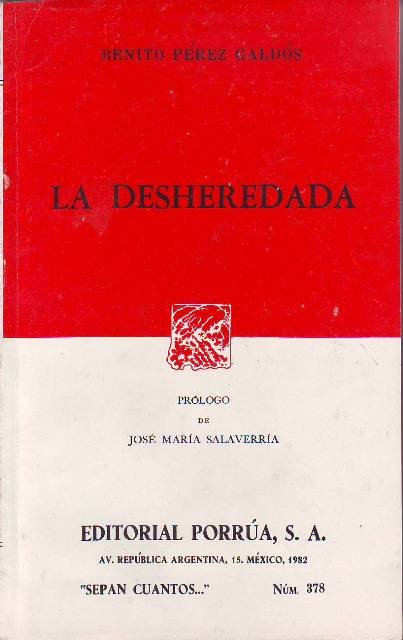 BENITO PÉREZ GALDÓS
LA DESHEREDADA
PRÓLOGO
DE
JOSÉ MARÍA SALAVERRÍA
EDITORIAL PORRÚA, S. A.
AV. REPÚBLICA ARGENTINA, 15. MÉXICO, 1982
"SEPAN CUANTOS..." NÚM. 378